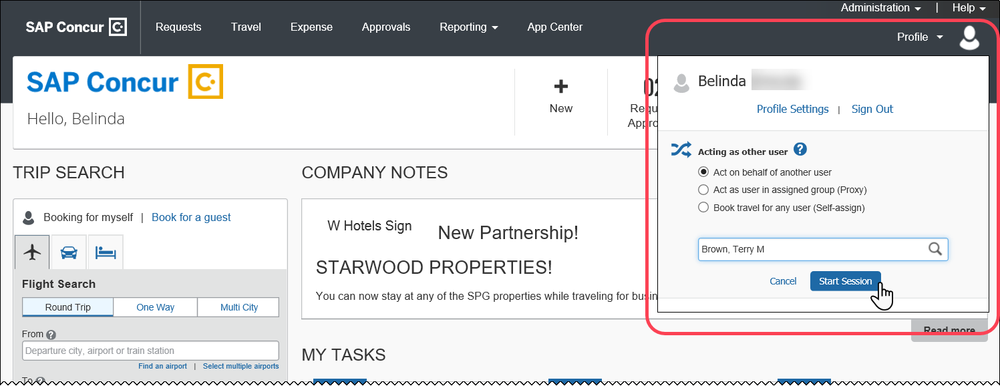 Administration | Help
SAP Concur
Requests Travel Expense Approvals Reporting App Center
Profile
SAP Concur
Hello, Belinda
New
Belinda
Profile Settings | Sign Out
Acting as other user ?
Act on behalf of another user
Act as user in assigned group (Proxy)
Book travel for any user (Self-assign)
Brown, Terry M
Cancel Start Session
TRIP SEARCH
Booking for myself | Book for a guest
Flight Search
Round Trip One Way Multi City
From ?
Departure city, airport or train station
Find an airport | Select multiple airports
To ?
COMPANY NOTES
W Hotels Sign New Partnership!
STARWOOD PROPERTIES!
You can now stay at any of the SPG properties while traveling for
Read more
MY TASKS